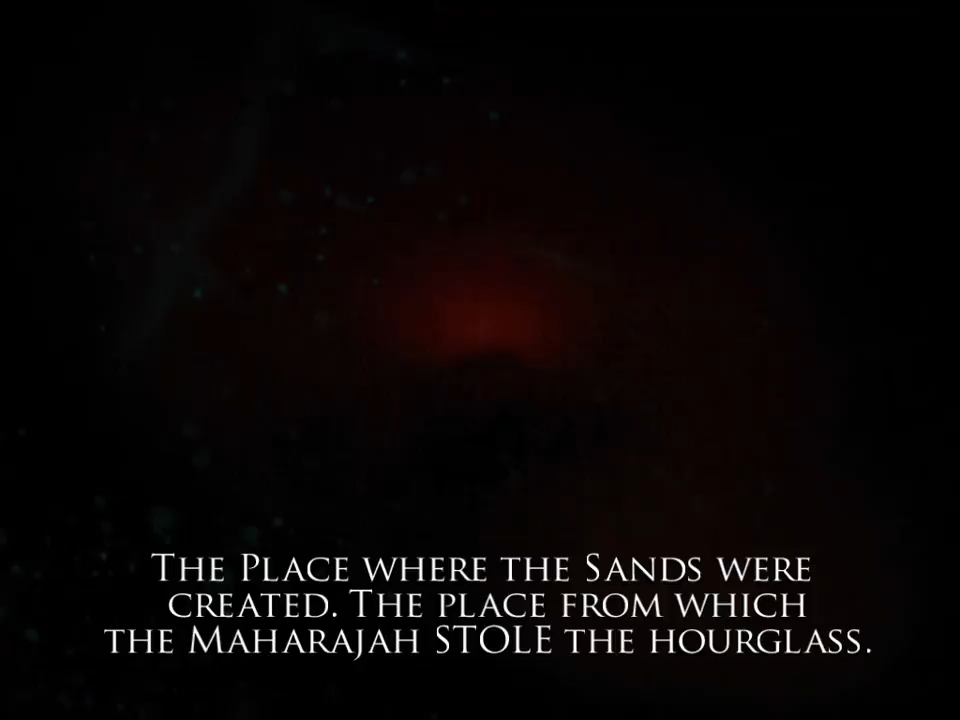 The Place where the Sands were
created. The place from which
the Maharajah STOLE the hourglass.